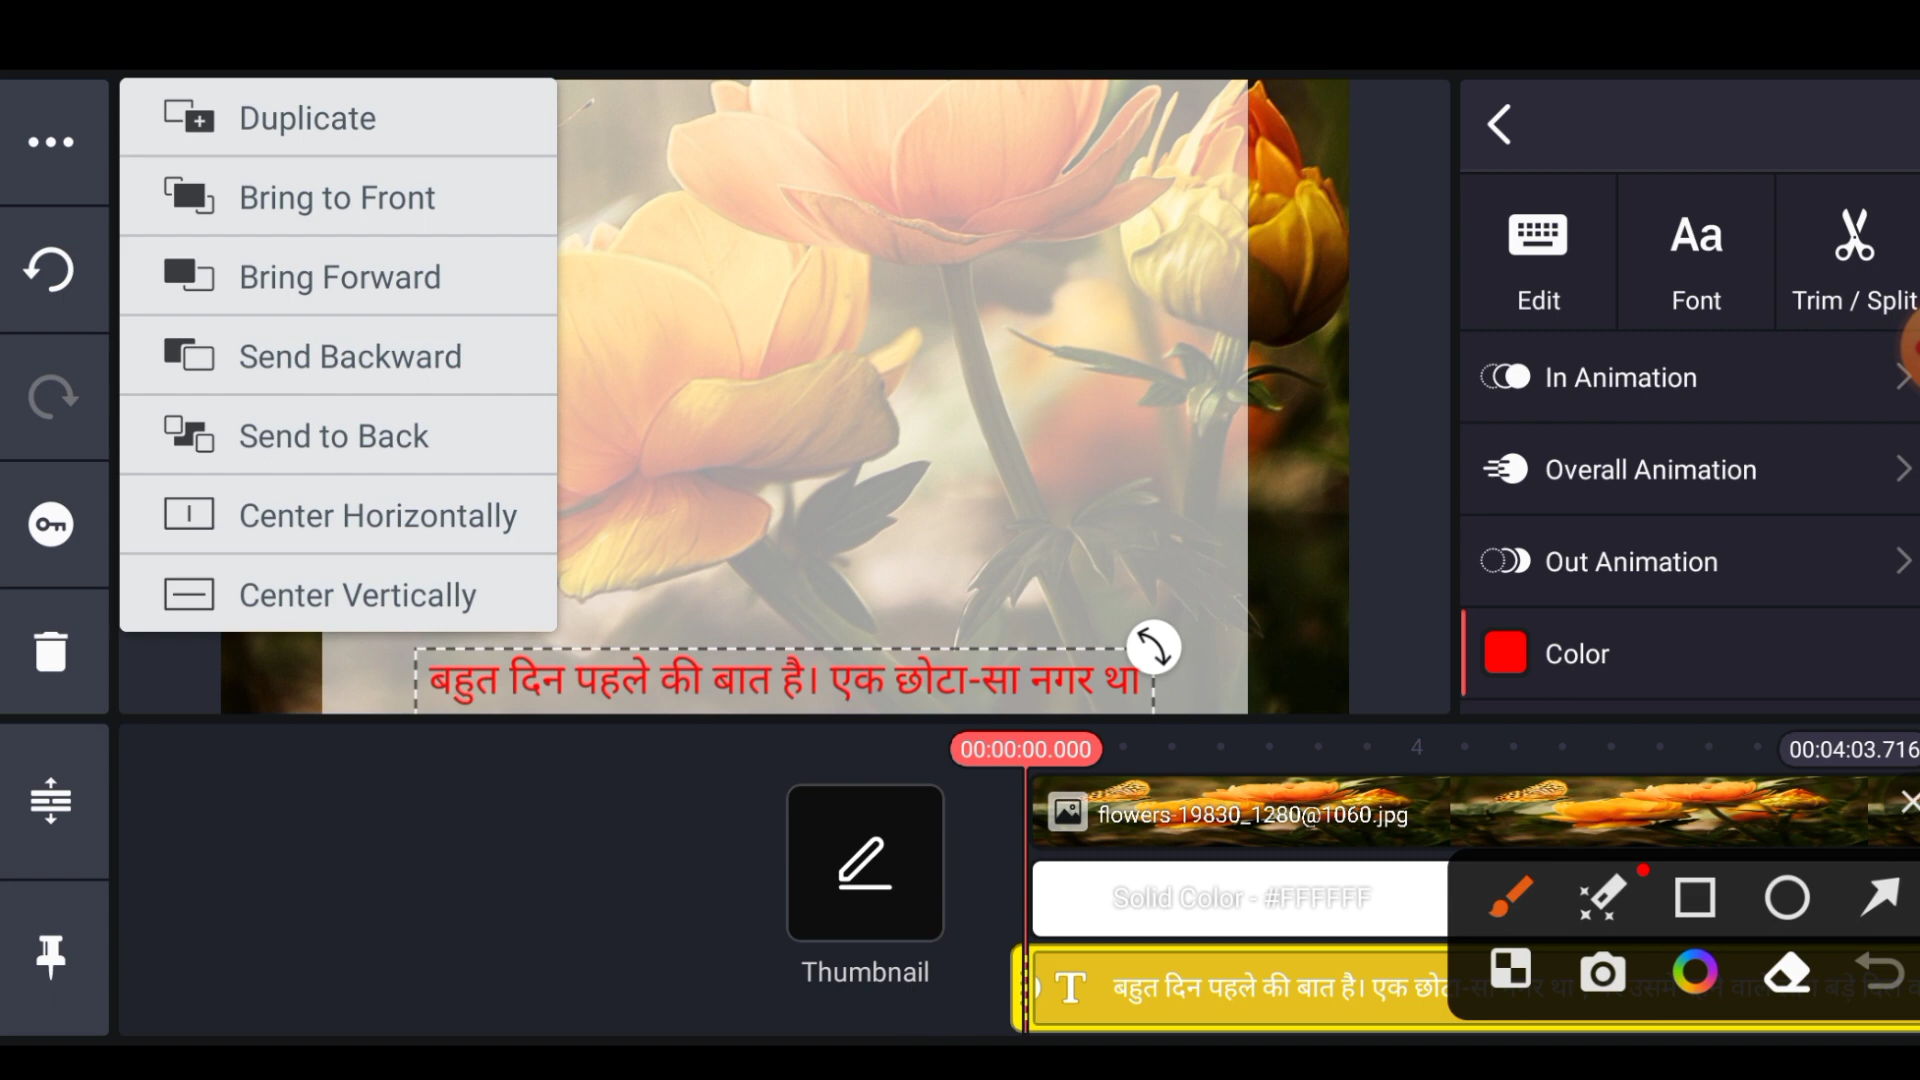 Duplicate
Bring to Front
Bring Forward
Send Backward
Send to Back
Center Horizontally
Center Vertically
बहुत दिन पहले की बात है। एक छोटा-सा नगर था
Edit
Aa
Font
Trim / Split
In Animation
Overall Animation
Out Animation
Color
00:00:00.000
4
00:04:03.716
flowers-19830_1280@1060.jpg
Solid Color - #FFFFFF
Thumbnail
T
बहुत दिन पहले की बात है। एक छोटा-सा नगर था